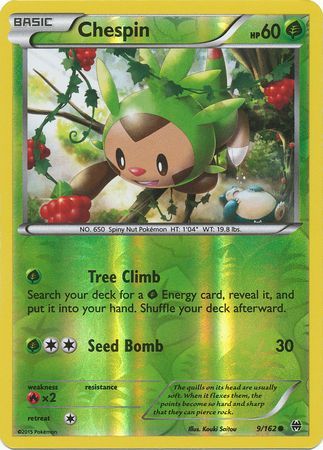 BASIC
Chespin
HP60
NO. 650 Spiny Nut Pokémon HT: 1'04" WT: 19.8 lbs.
Tree Climb
Search your deck for a Energy card, reveal it, and
put it into your hand. Shuffle your deck afterward.
Seed Bomb 30
weakness resistance
×2
retreat
The quills on its head are usually
soft. When it flexes them, the
points become so hard and sharp
that they can pierce rock.
©2015 Pokémon
Illus. Kouki Saitou
9/162